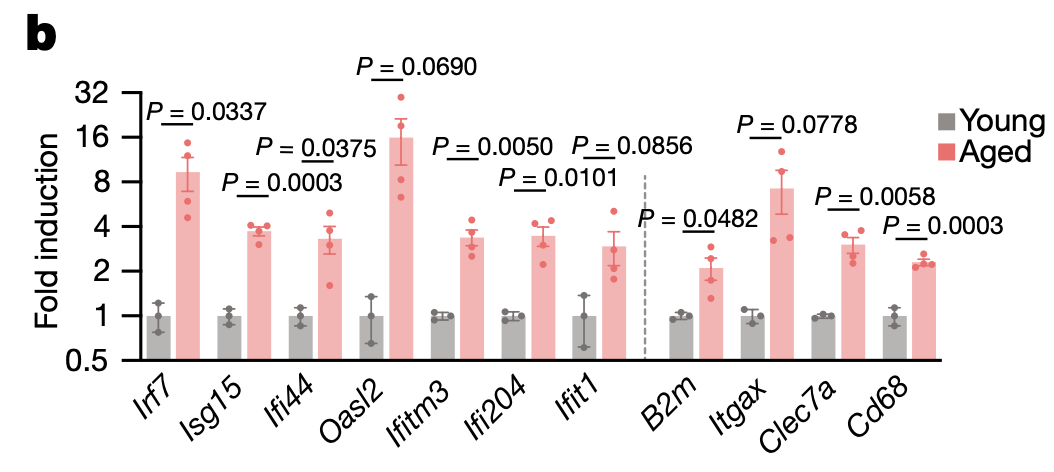 b
P = 0.0690
32
P = 0.0337
16
P = 0.0375
P = 0.0050
P = 0.0856
P = 0.0778
Young
Aged
8
P = 0.0003
P = 0.0101
P = 0.0058
4
P = 0.0482
P = 0.0003
2
1
0.5
Fold induction
Irf7
Isg15
Ifi44
Oasl2
Ifitm3
Ifi204
Ifit1
B2m
Itgax
Clec7a
Cd68